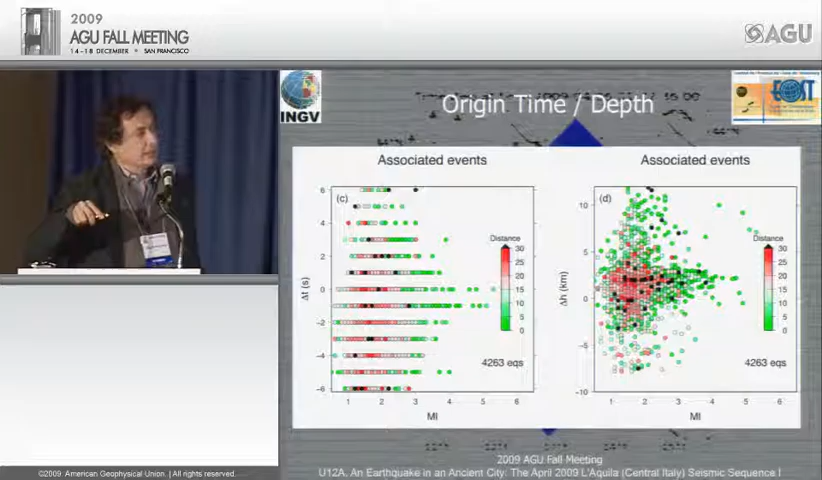 2009
AGU FALL MEETING
14 - 18 DECEMBER • SAN FRANCISCO
AGU
INGV
EOST
Origin Time / Depth
Associated events
Associated events
(c)
(d)
6
4
2
0
-2
-4
-6
Δt (s)
1 2 3 4 5 6
Ml
Distance
30
25
20
15
10
5
0
4263 eqs
10
5
0
-5
-10
Δh (km)
1 2 3 4 5 6
Ml
Distance
30
25
20
15
10
5
0
4263 eqs
2009 AGU Fall Meeting
U12A. An Earthquake in an Ancient City: The April 2009 L'Aquila (Central Italy) Seismic Sequence I
©2009. American Geophysical Union. | All rights reserved.